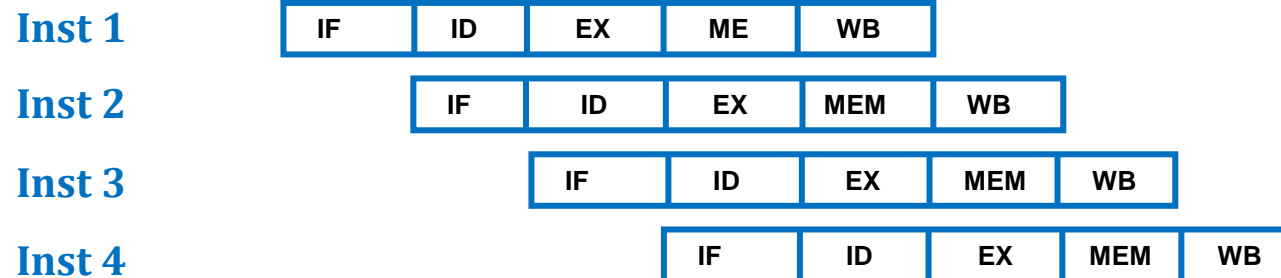 Inst 1 IF ID EX ME WB
Inst 2 IF ID EX MEM WB
Inst 3 IF ID EX MEM WB
Inst 4 IF ID EX MEM WB